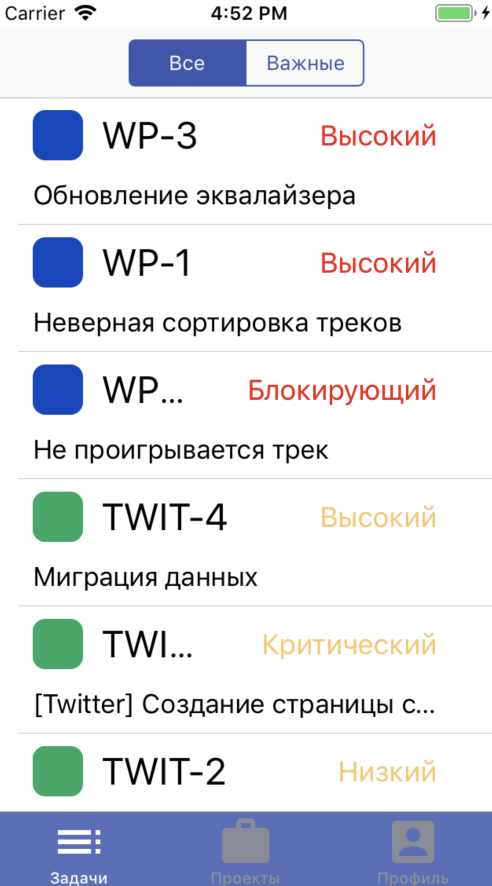 Carrier 4:52 PM
Все Важные
WP-3 Высокий
Обновление эквалайзера
WP-1 Высокий
Неверная сортировка треков
WP... Блокирующий
Не проигрывается трек
TWIT-4 Высокий
Миграция данных
TWI... Критический
[Twitter] Создание страницы с...
TWIT-2 Низкий
Задачи Проекты Профиль